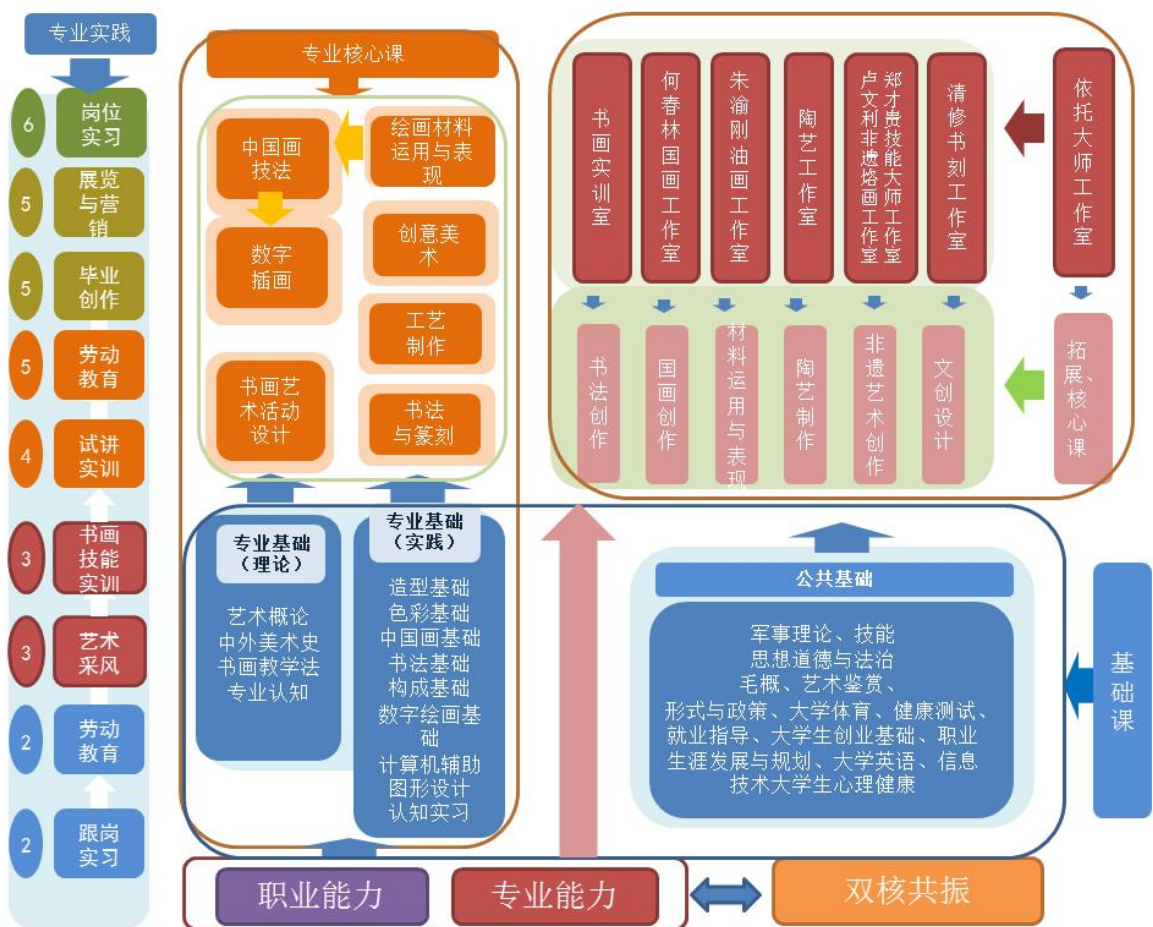 专业实践
6
岗位
实习
5
展览
与营
销
5
毕业
创作
5
劳动
教育
4
试讲
实训
3
书画
技能
实训
3
艺术
采风
2
劳动
教育
2
跟岗
实习
专业核心课
中国画
技法
绘画材料
运用与表
现
数字
插画
创意美
术
工艺
制作
书画艺
术活动
设计
书法
与篆刻
书画实训室
何春林国画工作室
朱渝刚油画工作室
陶艺工作室
郑才贵技能大师工作室
卢文利非遗烙画工作室
清修书刻工作室
依托大师工作室
书法创作
国画创作
材料运用与表现
陶艺制作
非遗艺术创作
文创设计
拓展、核心课
专业基础
(理论)
艺术概论
中外美术史
书画教学法
专业认知
专业基础
(实践)
造型基础
色彩基础
中国画基础
书法基础
构成基础
数字绘画基
础
计算机辅助
图形设计
认知实习
公共基础
军事理论、技能
思想道德与法治
毛概、艺术鉴赏、
形式与政策、大学体育、健康测试、
就业指导、大学生创业基础、职业
生涯发展与规划、大学英语、信息
技术大学生心理健康
基础课
职业能力
专业能力
双核共振